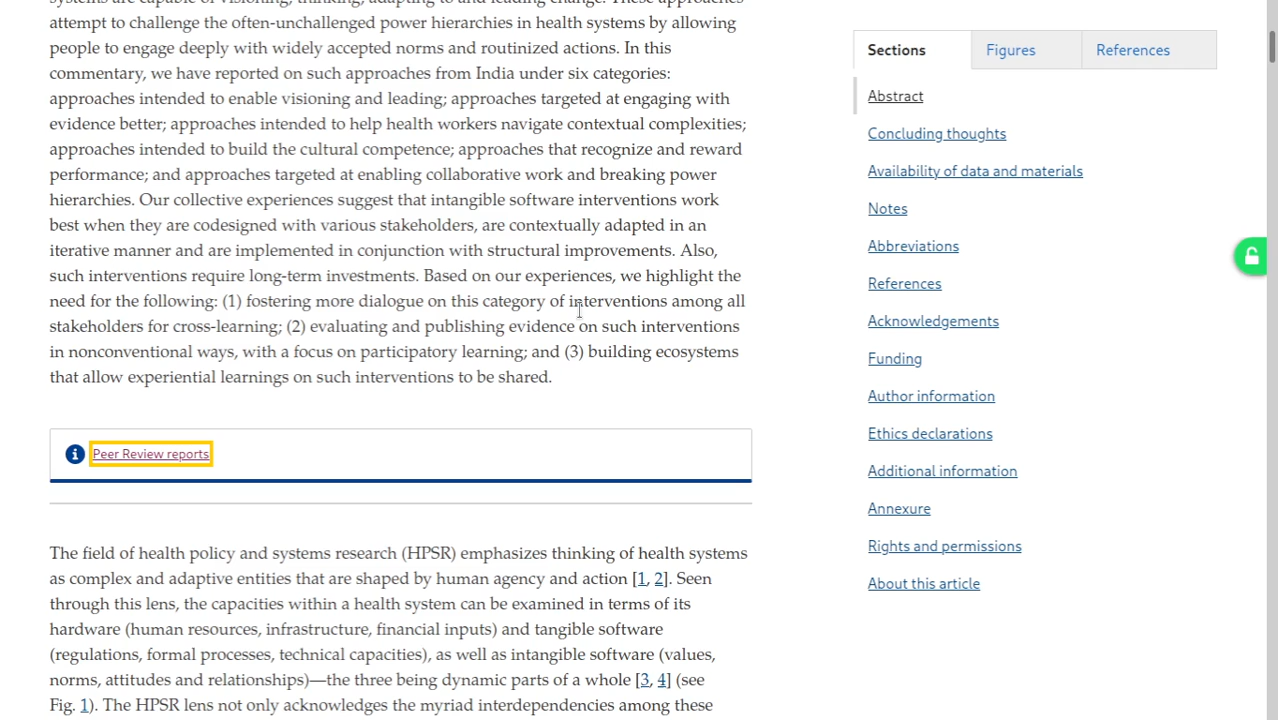 systems are capable of visioning, thinking, adapting to and leading change. These approaches
attempt to challenge the often-unchallenged power hierarchies in health systems by allowing
people to engage deeply with widely accepted norms and routinized actions. In this
commentary, we have reported on such approaches from India under six categories:
approaches intended to enable visioning and leading; approaches targeted at engaging with
evidence better; approaches intended to help health workers navigate contextual complexities;
approaches intended to build the cultural competence; approaches that recognize and reward
performance; and approaches targeted at enabling collaborative work and breaking power
hierarchies. Our collective experiences suggest that intangible software interventions work
best when they are codesigned with various stakeholders, are contextually adapted in an
iterative manner and are implemented in conjunction with structural improvements. Also,
such interventions require long-term investments. Based on our experiences, we highlight the
need for the following: (1) fostering more dialogue on this category of interventions among all
stakeholders for cross-learning; (2) evaluating and publishing evidence on such interventions
in nonconventional ways, with a focus on participatory learning; and (3) building ecosystems
that allow experiential learnings on such interventions to be shared.
Peer Review reports
The field of health policy and systems research (HPSR) emphasizes thinking of health systems
as complex and adaptive entities that are shaped by human agency and action [1, 2]. Seen
through this lens, the capacities within a health system can be examined in terms of its
hardware (human resources, infrastructure, financial inputs) and tangible software
(regulations, formal processes, technical capacities), as well as intangible software (values,
norms, attitudes and relationships)—the three being dynamic parts of a whole [3, 4] (see
Fig. 1). The HPSR lens not only acknowledges the myriad interdependencies among these
Sections
Figures
References
Abstract
Concluding thoughts
Availability of data and materials
Notes
Abbreviations
References
Acknowledgements
Funding
Author information
Ethics declarations
Additional information
Annexure
Rights and permissions
About this article